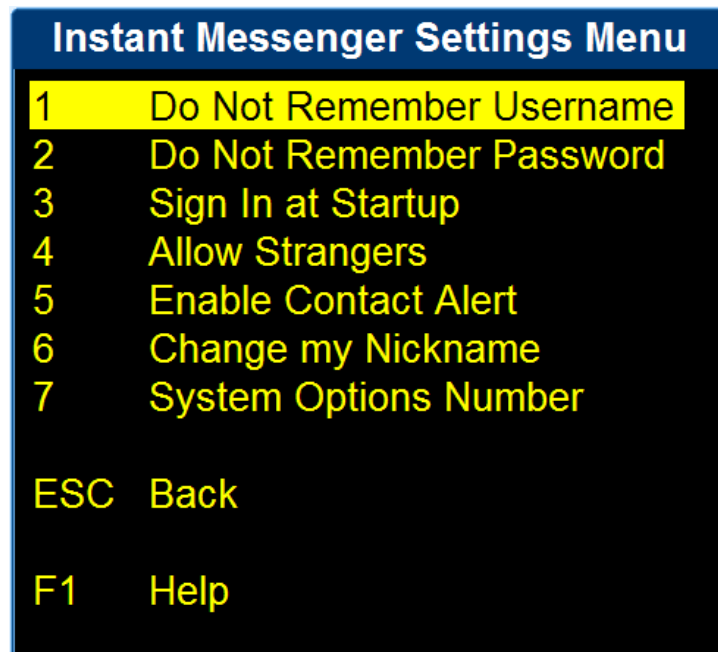 Instant Messenger Settings Menu
1 Do Not Remember Username
2 Do Not Remember Password
3 Sign In at Startup
4 Allow Strangers
5 Enable Contact Alert
6 Change my Nickname
7 System Options Number
ESC Back
F1 Help